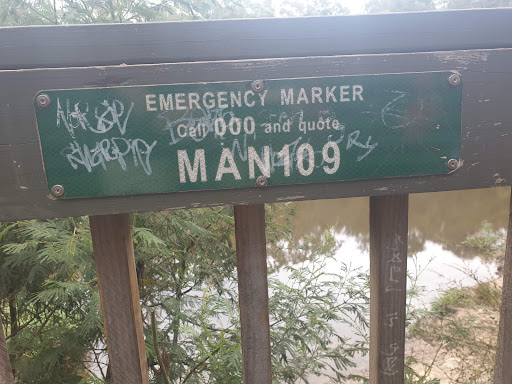 EMERGENCY MARKER
Call 000 and quote
MAN109